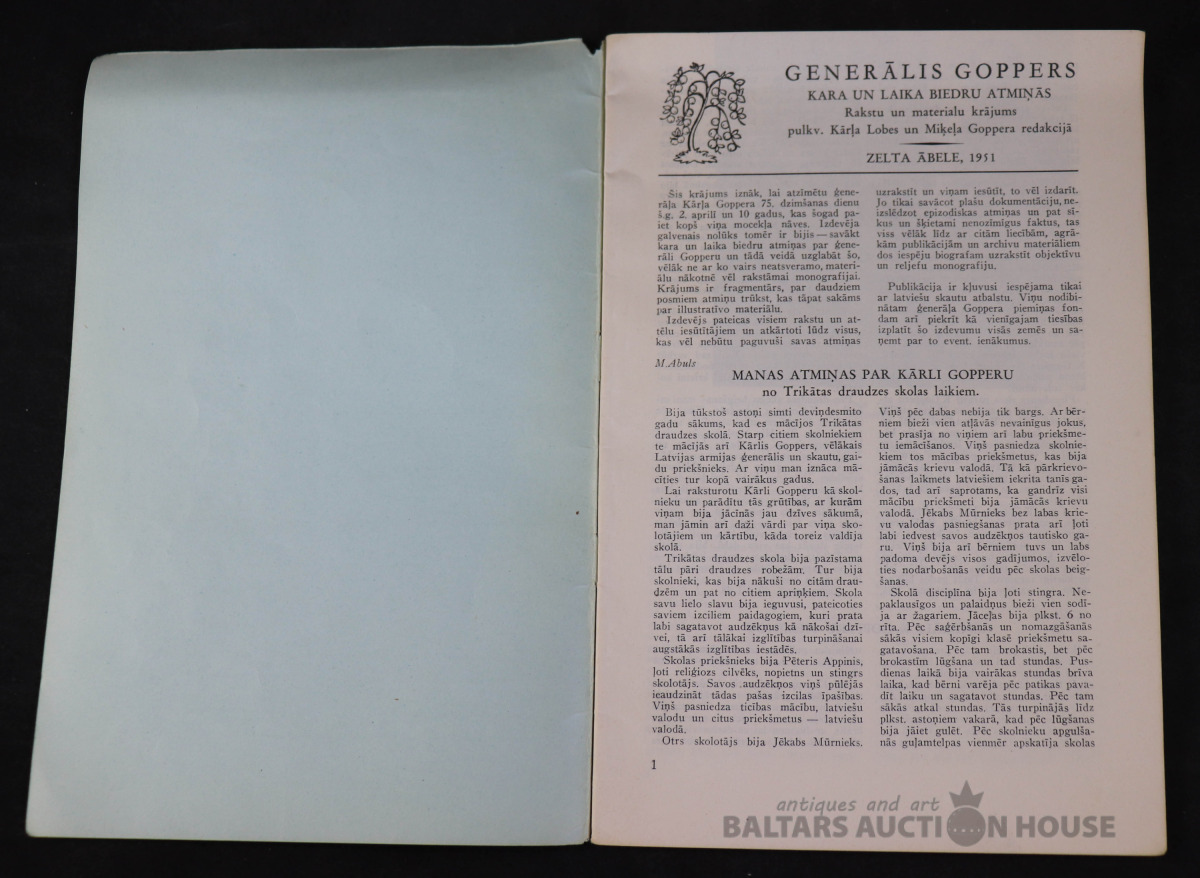 ĢENERĀLIS GOPPERS
KARA UN LAIKA BIEDRU ATMIŅĀS
Rakstu un materialu krājums
pulkv. Kārļa Lobes un Miķeļa Goppera redakcijā
ZELTA ĀBELE, 1951
Šis krājums iznāk, lai atzīmētu ģene-
rāļa Kārļa Goppera 75. dzimšanas dienu
š.g. 2. aprilī un 10 gadus, kas šogad pa-
iet kopš viņa mocekļa nāves. Izdevēja
galvenais nolūks tomēr ir bijis — savākt
kara un laika biedru atmiņas par ģene-
rāli Gopperu un tādā veidā uzglabāt šo,
vēlāk ne ar ko vairs neatsveramo, materi-
ālu nākotnē vēl rakstāmai monografijai.
Krājums ir fragmentārs, par daudziem
posmiem atmiņu trūkst, kas tāpat sakāms
par illustratīvo materiālu.
Izdevējs pateicas visiem rakstu un at-
tēlu iesūtītājiem un atkārtoti lūdz visus,
kas vēl nebūtu paguvuši savas atmiņas
uzrakstīt un viņam iesūtīt, to vēl izdarīt.
Jo tikai savācot plašu dokumentāciju, ne-
izslēdzot epizodiskas atmiņas un pat sī-
kus un šķietami nenozīmīgus faktus, tas
viss vēlāk līdz ar citām liecībām, agrā-
kām publikācijām un archivu materiāliem
dos iespēju biografam uzrakstīt objektīvu
un reljefu monografiju.
Publikācija ir kļuvusi iespējama tikai
ar latviešu skautu atbalstu. Viņu nodibi-
nātam ģenerāļa Goppera piemiņas fon-
dam arī piekrīt kā vienīgajam tiesības
izplatīt šo izdevumu visās zemēs un sa-
ņemt par to event. ienākumus.
M.Abuls
MANAS ATMIŅAS PAR KĀRLI GOPPERU
no Trikātas draudzes skolas laikiem.
Bija tūkstoš astoņi simti deviņdesmito
gadu sākums, kad es mācījos Trikātas
draudzes skolā. Starp citiem skolniekiem
te mācījās arī Kārlis Goppers, vēlākais
Latvijas armijas ģenerālis un skautu, gai-
du priekšnieks. Ar viņu man iznāca mā-
cīties tur kopā vairākus gadus.
Lai raksturotu Kārli Gopperu kā skol-
nieku un parādītu tās grūtības, ar kurām
viņam bija jācīnās jau dzīves sākumā,
man jāmin arī daži vārdi par viņa sko-
lotājiem un kārtību, kāda toreiz valdīja
skolā.
Trikātas draudzes skola bija pazīstama
tālu pāri draudzes robežām. Tur bija
skolnieki, kas bija nākuši no citām drau-
dzēm un pat no citiem apriņķiem. Skola
savu lielo slavu bija ieguvusi, pateicoties
saviem izciliem paidagogiem, kuri prata
labi sagatavot audzēkņus kā nākošai dzī-
vei, tā arī tālākai izglītības turpināšanai
augstākās izglītības iestādēs.
Skolas priekšnieks bija Pēteris Appinis,
ļoti reliģiozs cilvēks, nopietns un stingrs
skolotājs. Savos audzēkņos viņš pūlējās
ieaudzināt tādas pašas izcilas īpašības.
Viņš pasniedza ticības mācību, latviešu
valodu un citus priekšmetus — latviešu
valodā.
Otrs skolotājs bija Jēkabs Mūrnieks.
Viņš pēc dabas nebija tik bargs. Ar bēr-
niem bieži vien atļāvās nevainīgus jokus,
bet prasīja no viņiem arī labu priekšme-
tu iemācīšanos. Viņš pasniedza skolnie-
kiem tos mācības priekšmetus, kas bija
jāmācās krievu valodā. Tā kā pārkrievo-
šanas laikmets latviešiem iekrita tanīs ga-
dos, tad arī saprotams, ka gandrīz visi
mācību priekšmeti bija jāmācās krievu
valodā. Jēkabs Mūrnieks bez labas krie-
vu valodas pasniegšanas prata arī ļoti
labi iedvest savos audzēkņos tautisko ga-
ru. Viņš bija arī bērniem tuvs un labs
padoma devējs visos gadījumos, izvēlo-
ties nodarbošanās veidu pēc skolas beig-
šanas.
Skolā disciplīna bija ļoti stingra. Ne-
paklausīgos un palaidņus bieži vien sodī-
ja ar žagariem. Jāceļas bija plkst. 6 no
rīta. Pēc saģērbšanās un nomazgāšanās
sākās visiem kopīgi klasē priekšmetu sa-
gatavošana. Pēc tam brokastis, bet pēc
brokastīm lūgšana un tad stundas. Pus-
dienas laikā bija vairākas stundas brīva
laika, kad bērni varēja pēc patikas pava-
dīt laiku un sagatavot stundas. Pēc tam
sākās atkal stundas. Tās turpinājās līdz
plkst. astoņiem vakarā, kad pēc lūgšanas
bija jāiet gulēt. Pēc skolnieku apgulša-
nās guļamtelpas vienmēr apskatīja skolas
1
antiques and art
BALTARS AUCTION HOUSE